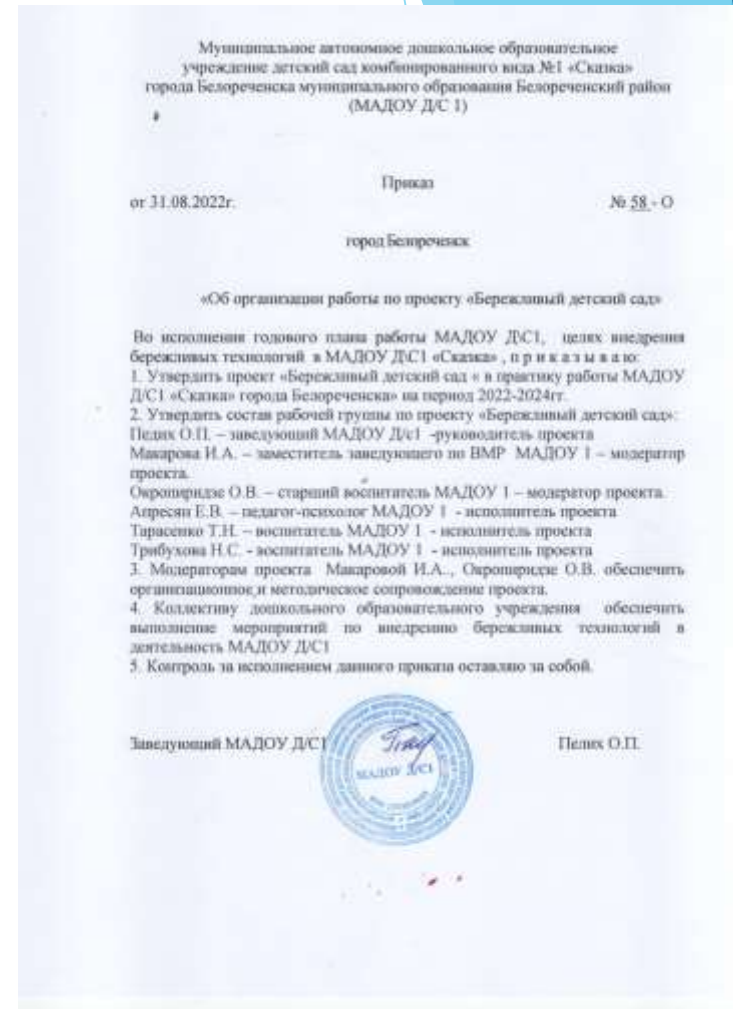 Муниципальное автономное дошкольное образовательное
учреждение детский сад комбинированного вида №1 «Сказка»
города Белореченска муниципального образования Белореченский район
(МАДОУ Д/С 1)
Приказ
от 31.08.2022г.
№ 58 - О
город Белореченск
«Об организации работы по проекту «Бережливый детский сад»
Во исполнении годового плана работы МАДОУ Д\С1, целях внедрения
бережливых технологий в МАДОУ Д\С1 «Сказка» , п р и к а з ы в а ю:
1. Утвердить проект «Бережливый детский сад « в практику работы МАДОУ
Д/С1 «Сказка» города Белореченска» на период 2022-2024гг.
2. Утвердить состав рабочей группы по проекту «Бережливый детский сад»:
Пелих О.П. – заведующий МАДОУ Д/с1 -руководитель проекта
Макарова И.А. – заместитель заведующего по ВМР МАДОУ 1 – модератор
проекта.
Окропиридзе О.В. – старший воспитатель МАДОУ 1 – модератор проекта.
Апресян Е.В. – педагог-психолог МАДОУ 1 - исполнитель проекта
Тарасенко Т.Н. – воспитатель МАДОУ 1 - исполнитель проекта
Трибухова Н.С. - воспитатель МАДОУ 1 - исполнитель проекта
3. Модераторам проекта Макаровой И.А.., Окропиридзе О.В. обеспечить
организационное и методическое сопровождение проекта.
4. Коллективу дошкольного образовательного учреждения обеспечить
выполнение мероприятий по внедрению бережливых технологий в
деятельность МАДОУ Д/С1
5. Контроль за исполнением данного приказа оставляю за собой.
Заведующий МАДОУ Д/С1
Пелих О.П.
МАДОУ Д/С1